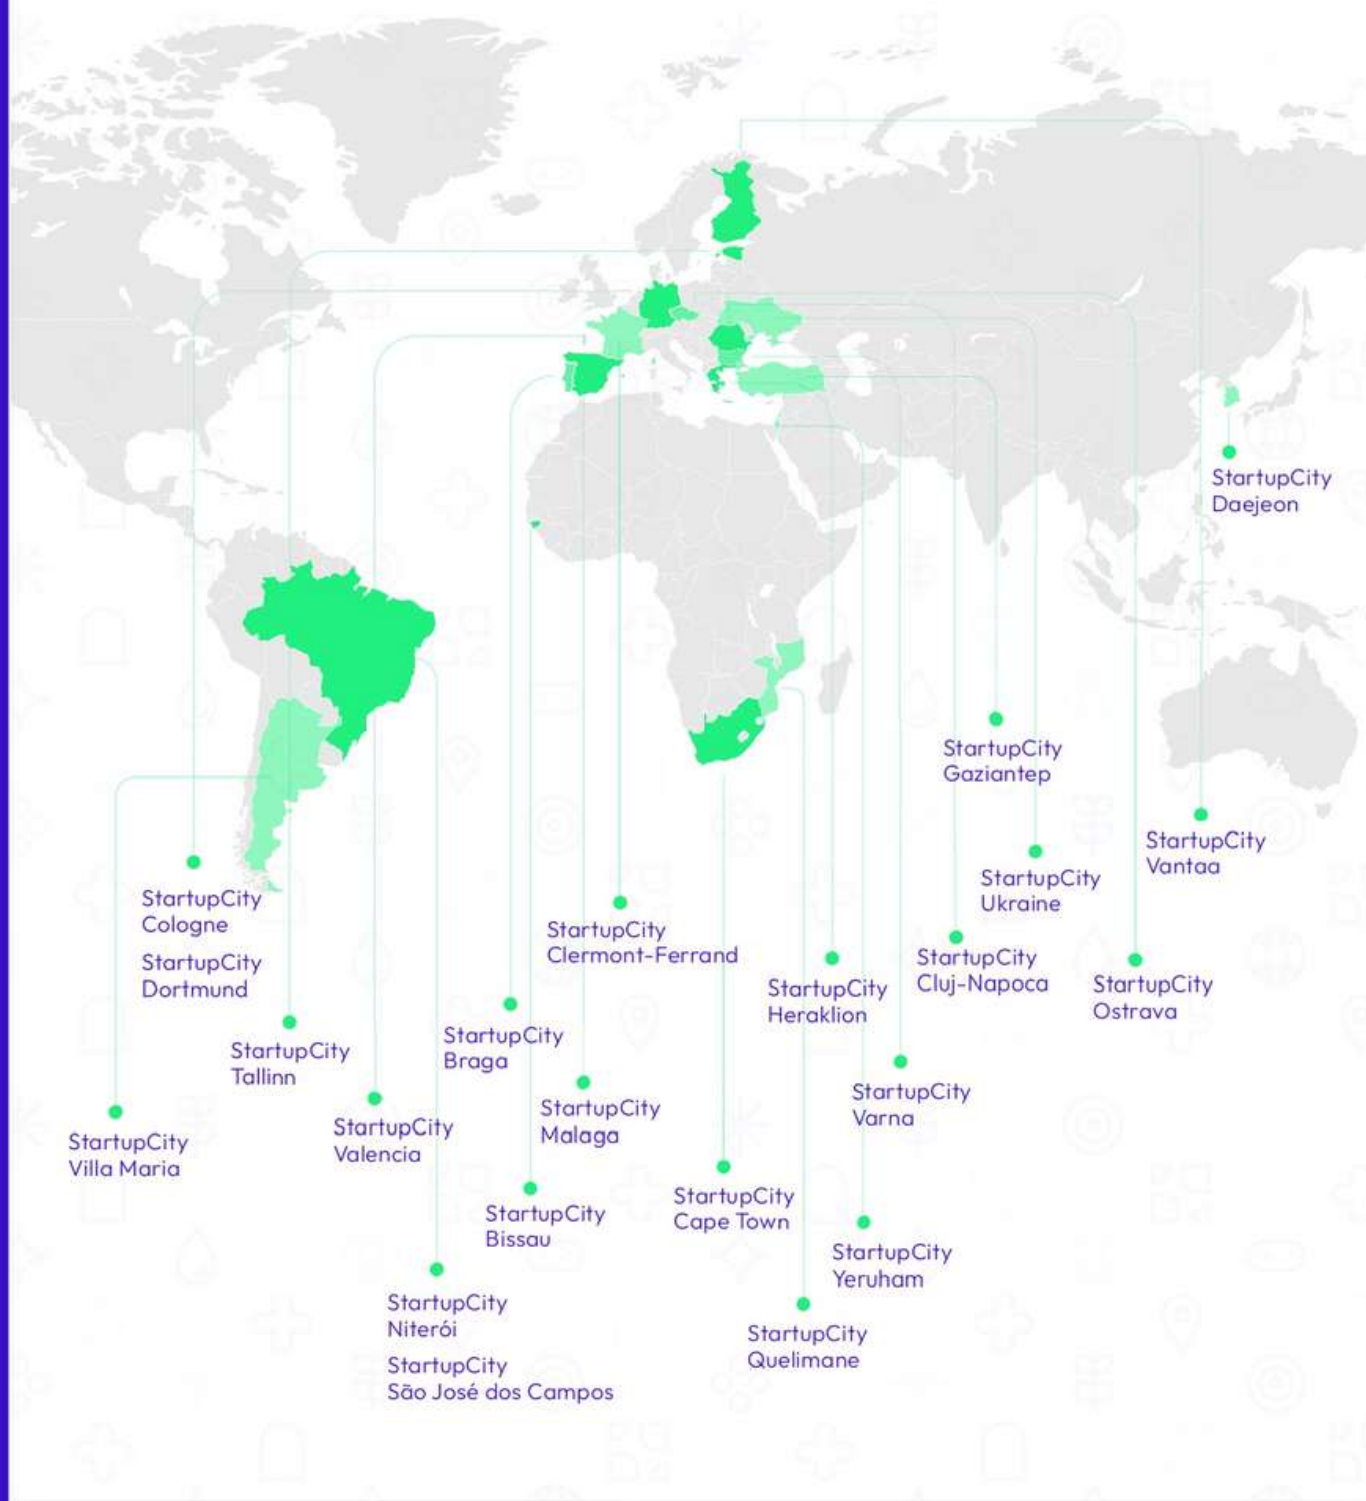 StartupCity
Daejeon
StartupCity
Gaziantep
StartupCity
Vantaa
StartupCity
Ukraine
StartupCity
Cologne
StartupCity
Dortmund
StartupCity
Clermont-Ferrand
StartupCity
Cluj-Napoca
StartupCity
Ostrava
StartupCity
Heraklion
StartupCity
Tallinn
StartupCity
Braga
StartupCity
Varna
StartupCity
Malaga
StartupCity
Valencia
StartupCity
Villa Maria
StartupCity
Cape Town
StartupCity
Bissau
StartupCity
Yeruham
StartupCity
Niterói
StartupCity
São José dos Campos
StartupCity
Quelimane